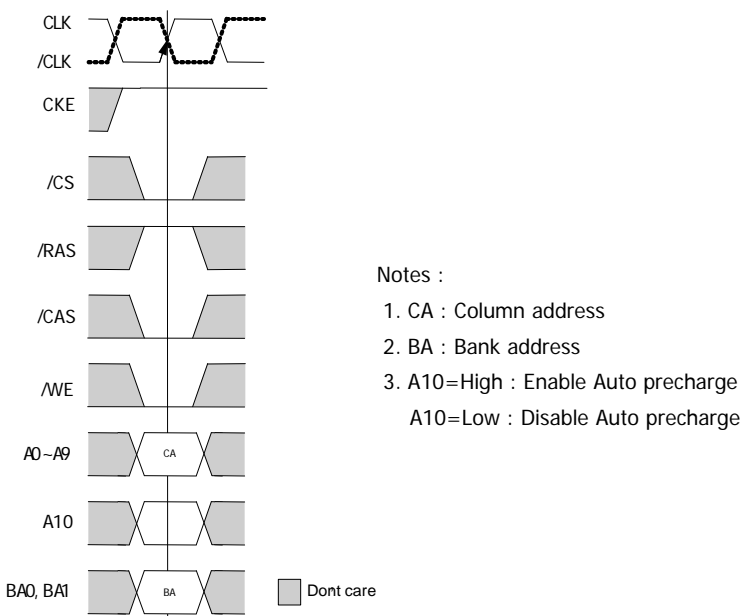 CLK
/CLK
CKE
/CS
/RAS
/CAS
/WE
A0~A9
CA
A10
BA0, BA1
BA
Dont care
Notes :
1. CA : Column address
2. BA : Bank address
3. A10=High : Enable Auto precharge
A10=Low : Disable Auto precharge